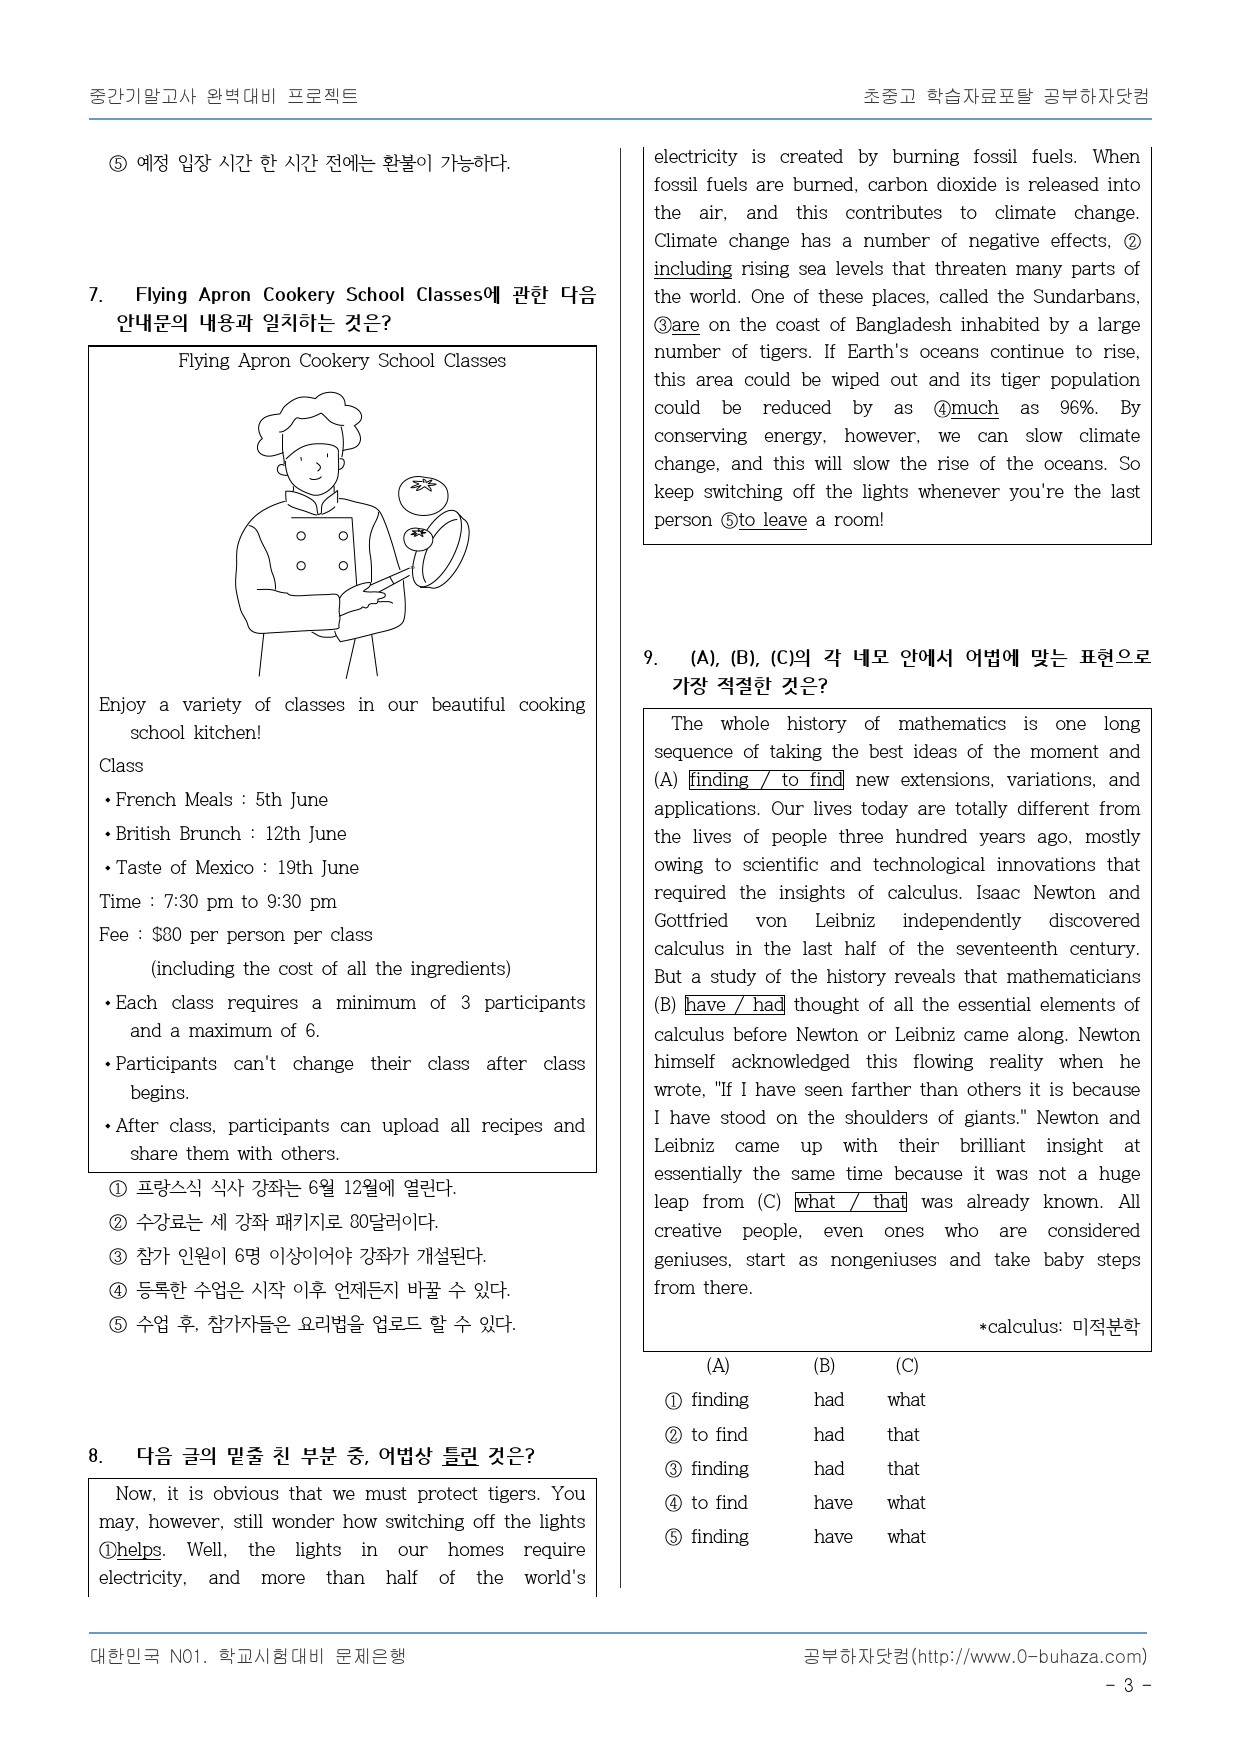 중간기말고사 완벽대비 프로젝트
초중고 학습자료포탈 공부하자닷컴
⑤ 예정 입장 시간 한 시간 전에는 환불이 가능하다.
7. Flying Apron Cookery School Classes에 관한 다음
안내문의 내용과 일치하는 것은?
Flying Apron Cookery School Classes
Enjoy a variety of classes in our beautiful cooking
school kitchen!
Class
• French Meals : 5th June
• British Brunch : 12th June
• Taste of Mexico : 19th June
Time : 7:30 pm to 9:30 pm
Fee : $80 per person per class
(including the cost of all the ingredients)
• Each class requires a minimum of 3 participants
and a maximum of 6.
• Participants can't change their class after class
begins.
• After class, participants can upload all recipes and
share them with others.
① 프랑스식 식사 강좌는 6월 12월에 열린다.
② 수강료는 세 강좌 패키지로 80달러이다.
③ 참가 인원이 6명 이상이어야 강좌가 개설된다.
④ 등록한 수업은 시작 이후 언제든지 바꿀 수 있다.
⑤ 수업 후, 참가자들은 요리법을 업로드 할 수 있다.
8. 다음 글의 밑줄 친 부분 중, 어법상 틀린 것은?
Now, it is obvious that we must protect tigers. You
may, however, still wonder how switching off the lights
①helps. Well, the lights in our homes require
electricity, and more than half of the world's
electricity is created by burning fossil fuels. When
fossil fuels are burned, carbon dioxide is released into
the air, and this contributes to climate change.
Climate change has a number of negative effects, ②
including rising sea levels that threaten many parts of
the world. One of these places, called the Sundarbans,
③are on the coast of Bangladesh inhabited by a large
number of tigers. If Earth's oceans continue to rise,
this area could be wiped out and its tiger population
could be reduced by as ④much as 96%. By
conserving energy, however, we can slow climate
change, and this will slow the rise of the oceans. So
keep switching off the lights whenever you're the last
person ⑤to leave a room!
9. (A), (B), (C)의 각 네모 안에서 어법에 맞는 표현으로
가장 적절한 것은?
The whole history of mathematics is one long
sequence of taking the best ideas of the moment and
(A) finding / to find new extensions, variations, and
applications. Our lives today are totally different from
the lives of people three hundred years ago, mostly
owing to scientific and technological innovations that
required the insights of calculus. Isaac Newton and
Gottfried von Leibniz independently discovered
calculus in the last half of the seventeenth century.
But a study of the history reveals that mathematicians
(B) have / had thought of all the essential elements of
calculus before Newton or Leibniz came along. Newton
himself acknowledged this flowing reality when he
wrote, "If I have seen farther than others it is because
I have stood on the shoulders of giants." Newton and
Leibniz came up with their brilliant insight at
essentially the same time because it was not a huge
leap from (C) what / that was already known. All
creative people, even ones who are considered
geniuses, start as nongeniuses and take baby steps
from there.
*calculus: 미적분학
(A) (B) (C)
① finding had what
② to find had that
③ finding had that
④ to find have what
⑤ finding have what
대한민국 N01. 학교시험대비 문제은행
공부하자닷컴(http://www.0-buhaza.com)
- 3 -